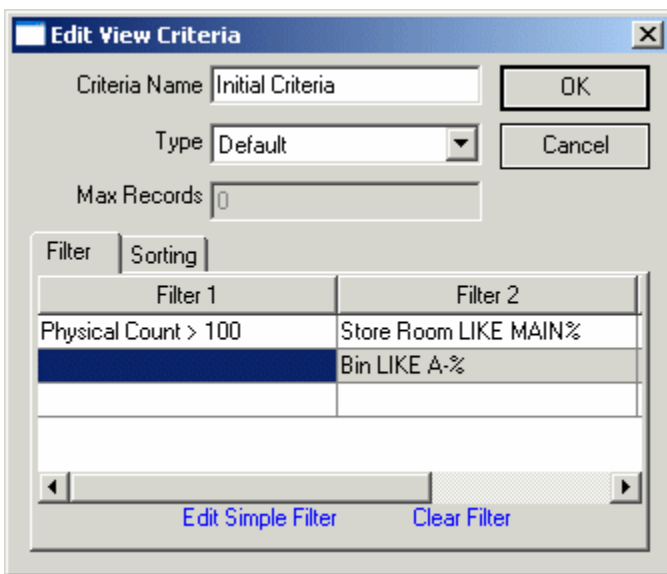 Edit View Criteria
Criteria Name Initial Criteria OK
Type Default Cancel
Max Records 0
Filter Sorting
Filter 1 Filter 2
Physical Count > 100 Store Room LIKE MAIN%
Bin LIKE A-%
Edit Simple Filter Clear Filter